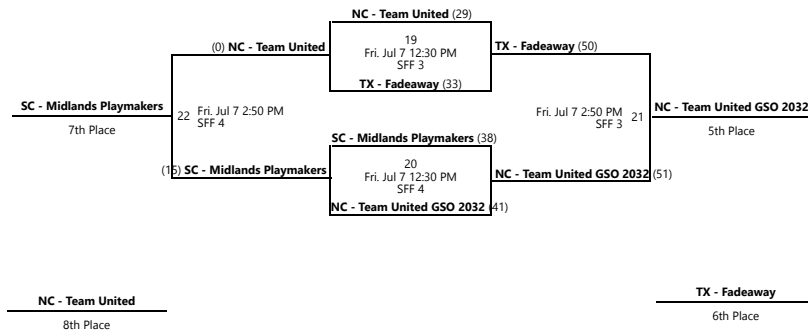 NC - Team United (29)
19
Fri. Jul 7 12:30 PM
SFF 3
TX - Fadeaway (33)
(0) NC - Team United
TX - Fadeaway (50)
SC - Midlands Playmakers
7th Place
22 Fri. Jul 7 2:50 PM
SFF 4
Fri. Jul 7 2:50 PM 21
SFF 3
NC - Team United GSO 2032
5th Place
SC - Midlands Playmakers (38)
20
Fri. Jul 7 12:30 PM
SFF 4
NC - Team United GSO 2032 (41)
(15) SC - Midlands Playmakers
NC - Team United GSO 2032 (51)
NC - Team United
8th Place
TX - Fadeaway
6th Place